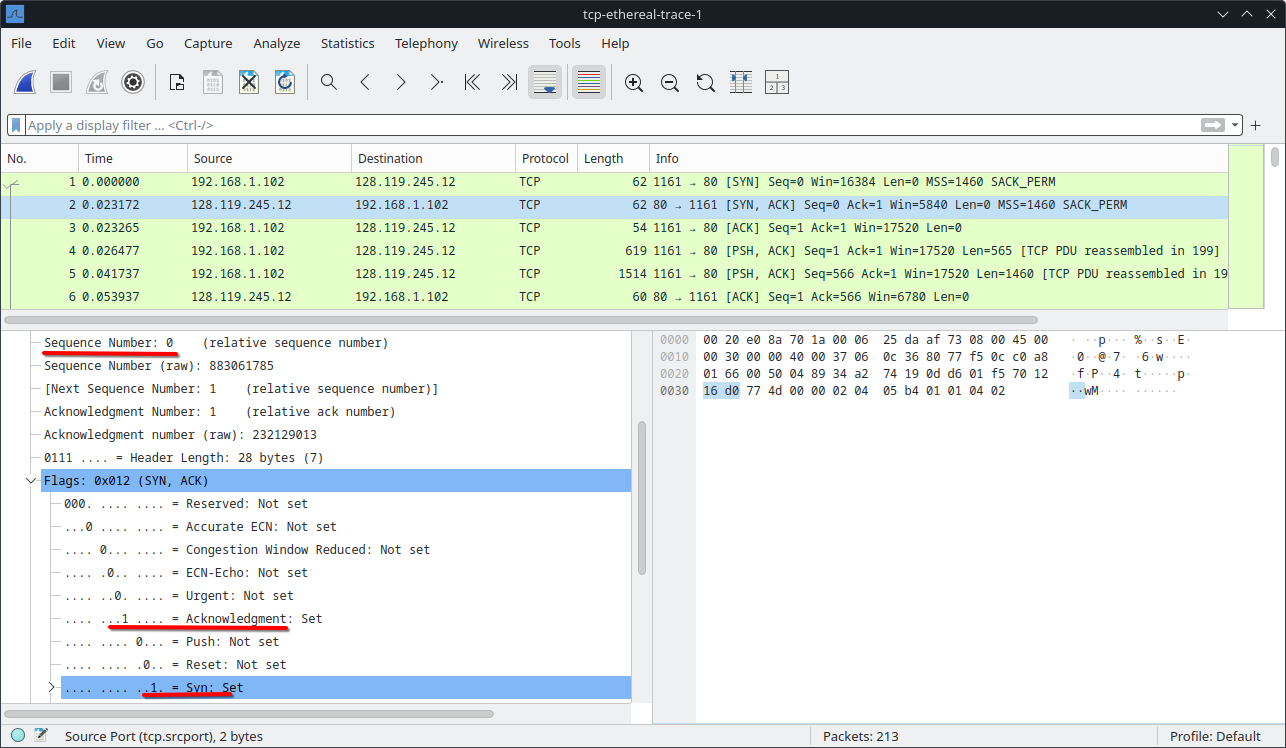 tcp-ethereal-trace-1
File Edit View Go Capture Analyze Statistics Telephony Wireless Tools Help
Apply a display filter ... <Ctrl-/>
No. Time Source Destination Protocol Length Info
1 0.000000 192.168.1.102 128.119.245.12 TCP 62 1161 → 80 [SYN] Seq=0 Win=16384 Len=0 MSS=1460 SACK_PERM
2 0.023172 128.119.245.12 192.168.1.102 TCP 62 80 → 1161 [SYN, ACK] Seq=0 Ack=1 Win=5840 Len=0 MSS=1460 SACK_PERM
3 0.023265 192.168.1.102 128.119.245.12 TCP 54 1161 → 80 [ACK] Seq=1 Ack=1 Win=17520 Len=0
4 0.026477 192.168.1.102 128.119.245.12 TCP 619 1161 → 80 [PSH, ACK] Seq=1 Ack=1 Win=17520 Len=565 [TCP PDU reassembled in 199]
5 0.041737 192.168.1.102 128.119.245.12 TCP 1514 1161 → 80 [PSH, ACK] Seq=566 Ack=1 Win=17520 Len=1460 [TCP PDU reassembled in 19
6 0.053937 128.119.245.12 192.168.1.102 TCP 60 80 → 1161 [ACK] Seq=1 Ack=566 Win=6780 Len=0
Sequence Number: 0 (relative sequence number)
Sequence Number (raw): 883061785
[Next Sequence Number: 1 (relative sequence number)]
Acknowledgment Number: 1 (relative ack number)
Acknowledgment number (raw): 232129013
0111 .... = Header Length: 28 bytes (7)
Flags: 0x012 (SYN, ACK)
000. .... .... = Reserved: Not set
...0 .... .... = Accurate ECN: Not set
.... 0... .... = Congestion Window Reduced: Not set
.... .0.. .... = ECN-Echo: Not set
.... ..0. .... = Urgent: Not set
.... ...1 .... = Acknowledgment: Set
.... .... 0... = Push: Not set
.... .... .0.. = Reset: Not set
.... .... ..1. = Syn: Set
0000 00 20 e0 8a 70 1a 00 06 25 da af 73 08 00 45 00 · ··p··· %··s··E·
0010 00 30 00 00 40 00 37 06 0c 36 80 77 f5 0c c0 a8 ·0··@·7· ·6·w····
0020 01 66 00 50 04 89 34 a2 74 19 0d d6 01 f5 70 12 ·f·P··4· t·····p·
0030 16 d0 77 4d 00 00 02 04 05 b4 01 01 04 02 ··wM···· ······
Source Port (tcp.srcport), 2 bytes
Packets: 213
Profile: Default